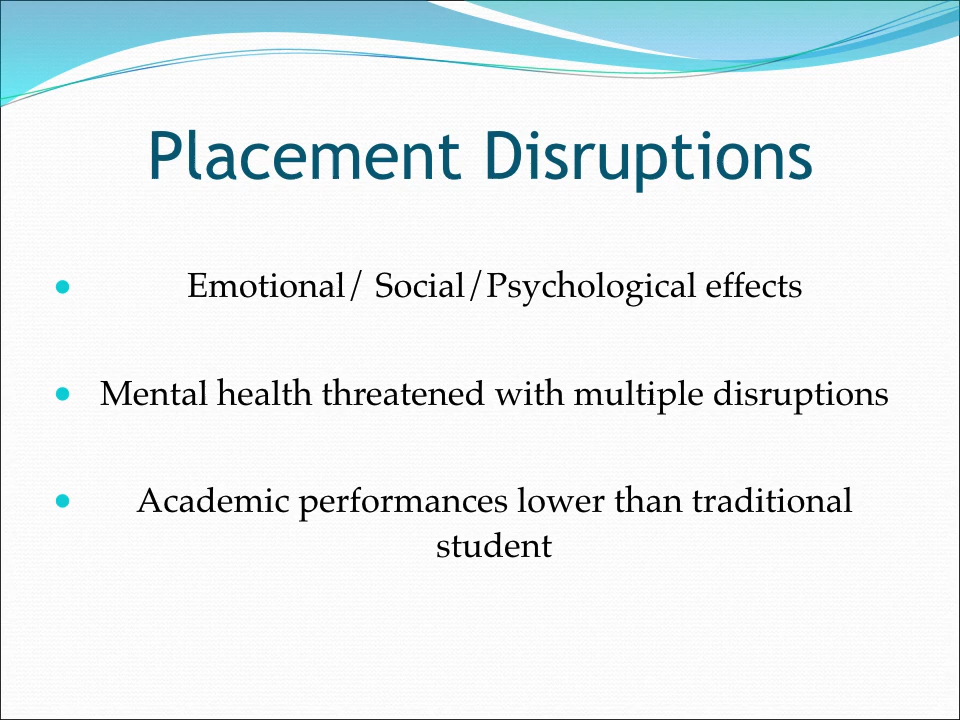 Placement Disruptions
• Emotional/ Social/Psychological effects
• Mental health threatened with multiple disruptions
• Academic performances lower than traditional
student